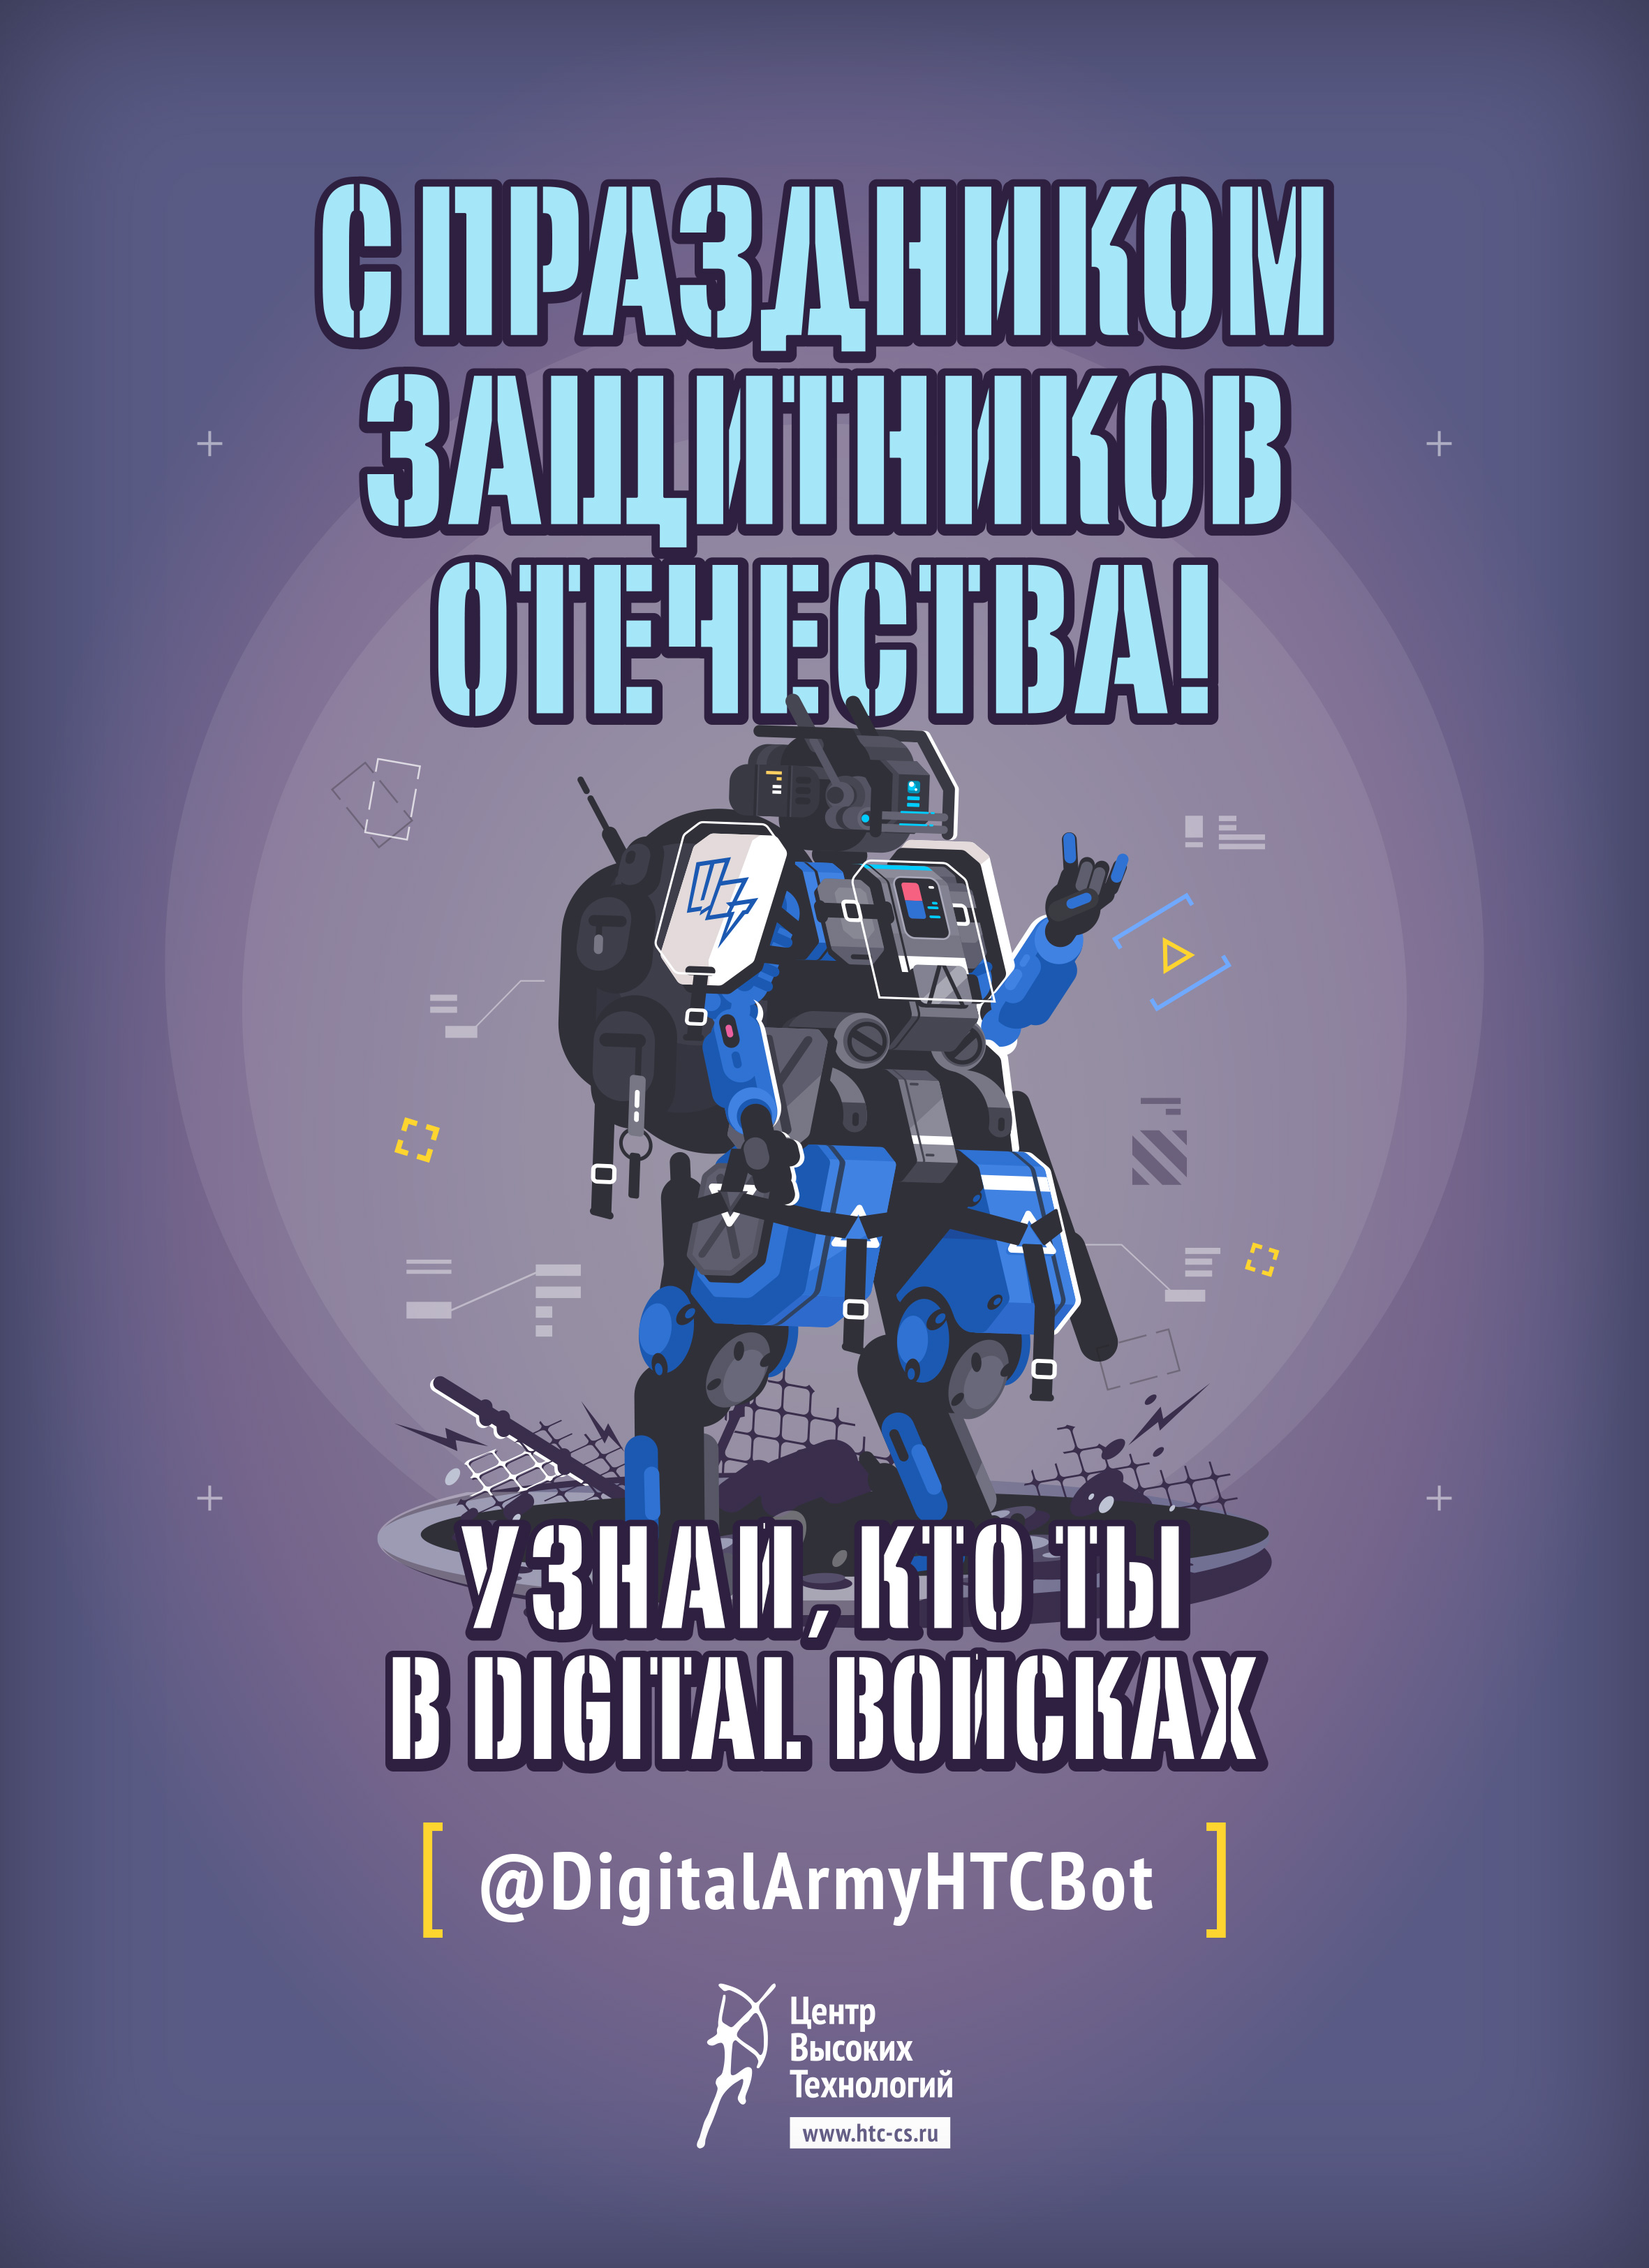 С ПРАЗДНИКОМ
ЗАЩИТНИКОВ
ОТЕЧЕСТВА!
УЗНАЙ, КТО ТЫ
В DIGITAL ВОЙСКАХ
[ @DigitalArmyHTCBot ]
Центр
Высоких
Технологий
www.htc-cs.ru